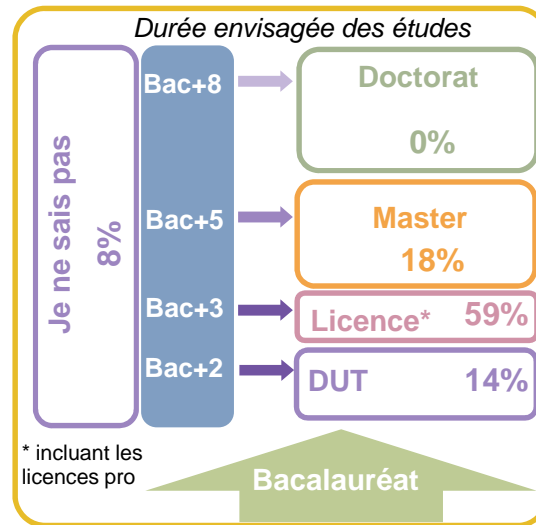 Durée envisagée des études
Je ne sais pas
8%
Bac+8
Doctorat
0%
Bac+5
Master
18%
Bac+3
Licence* 59%
Bac+2
DUT 14%
* incluant les
licences pro
Bacalauréat